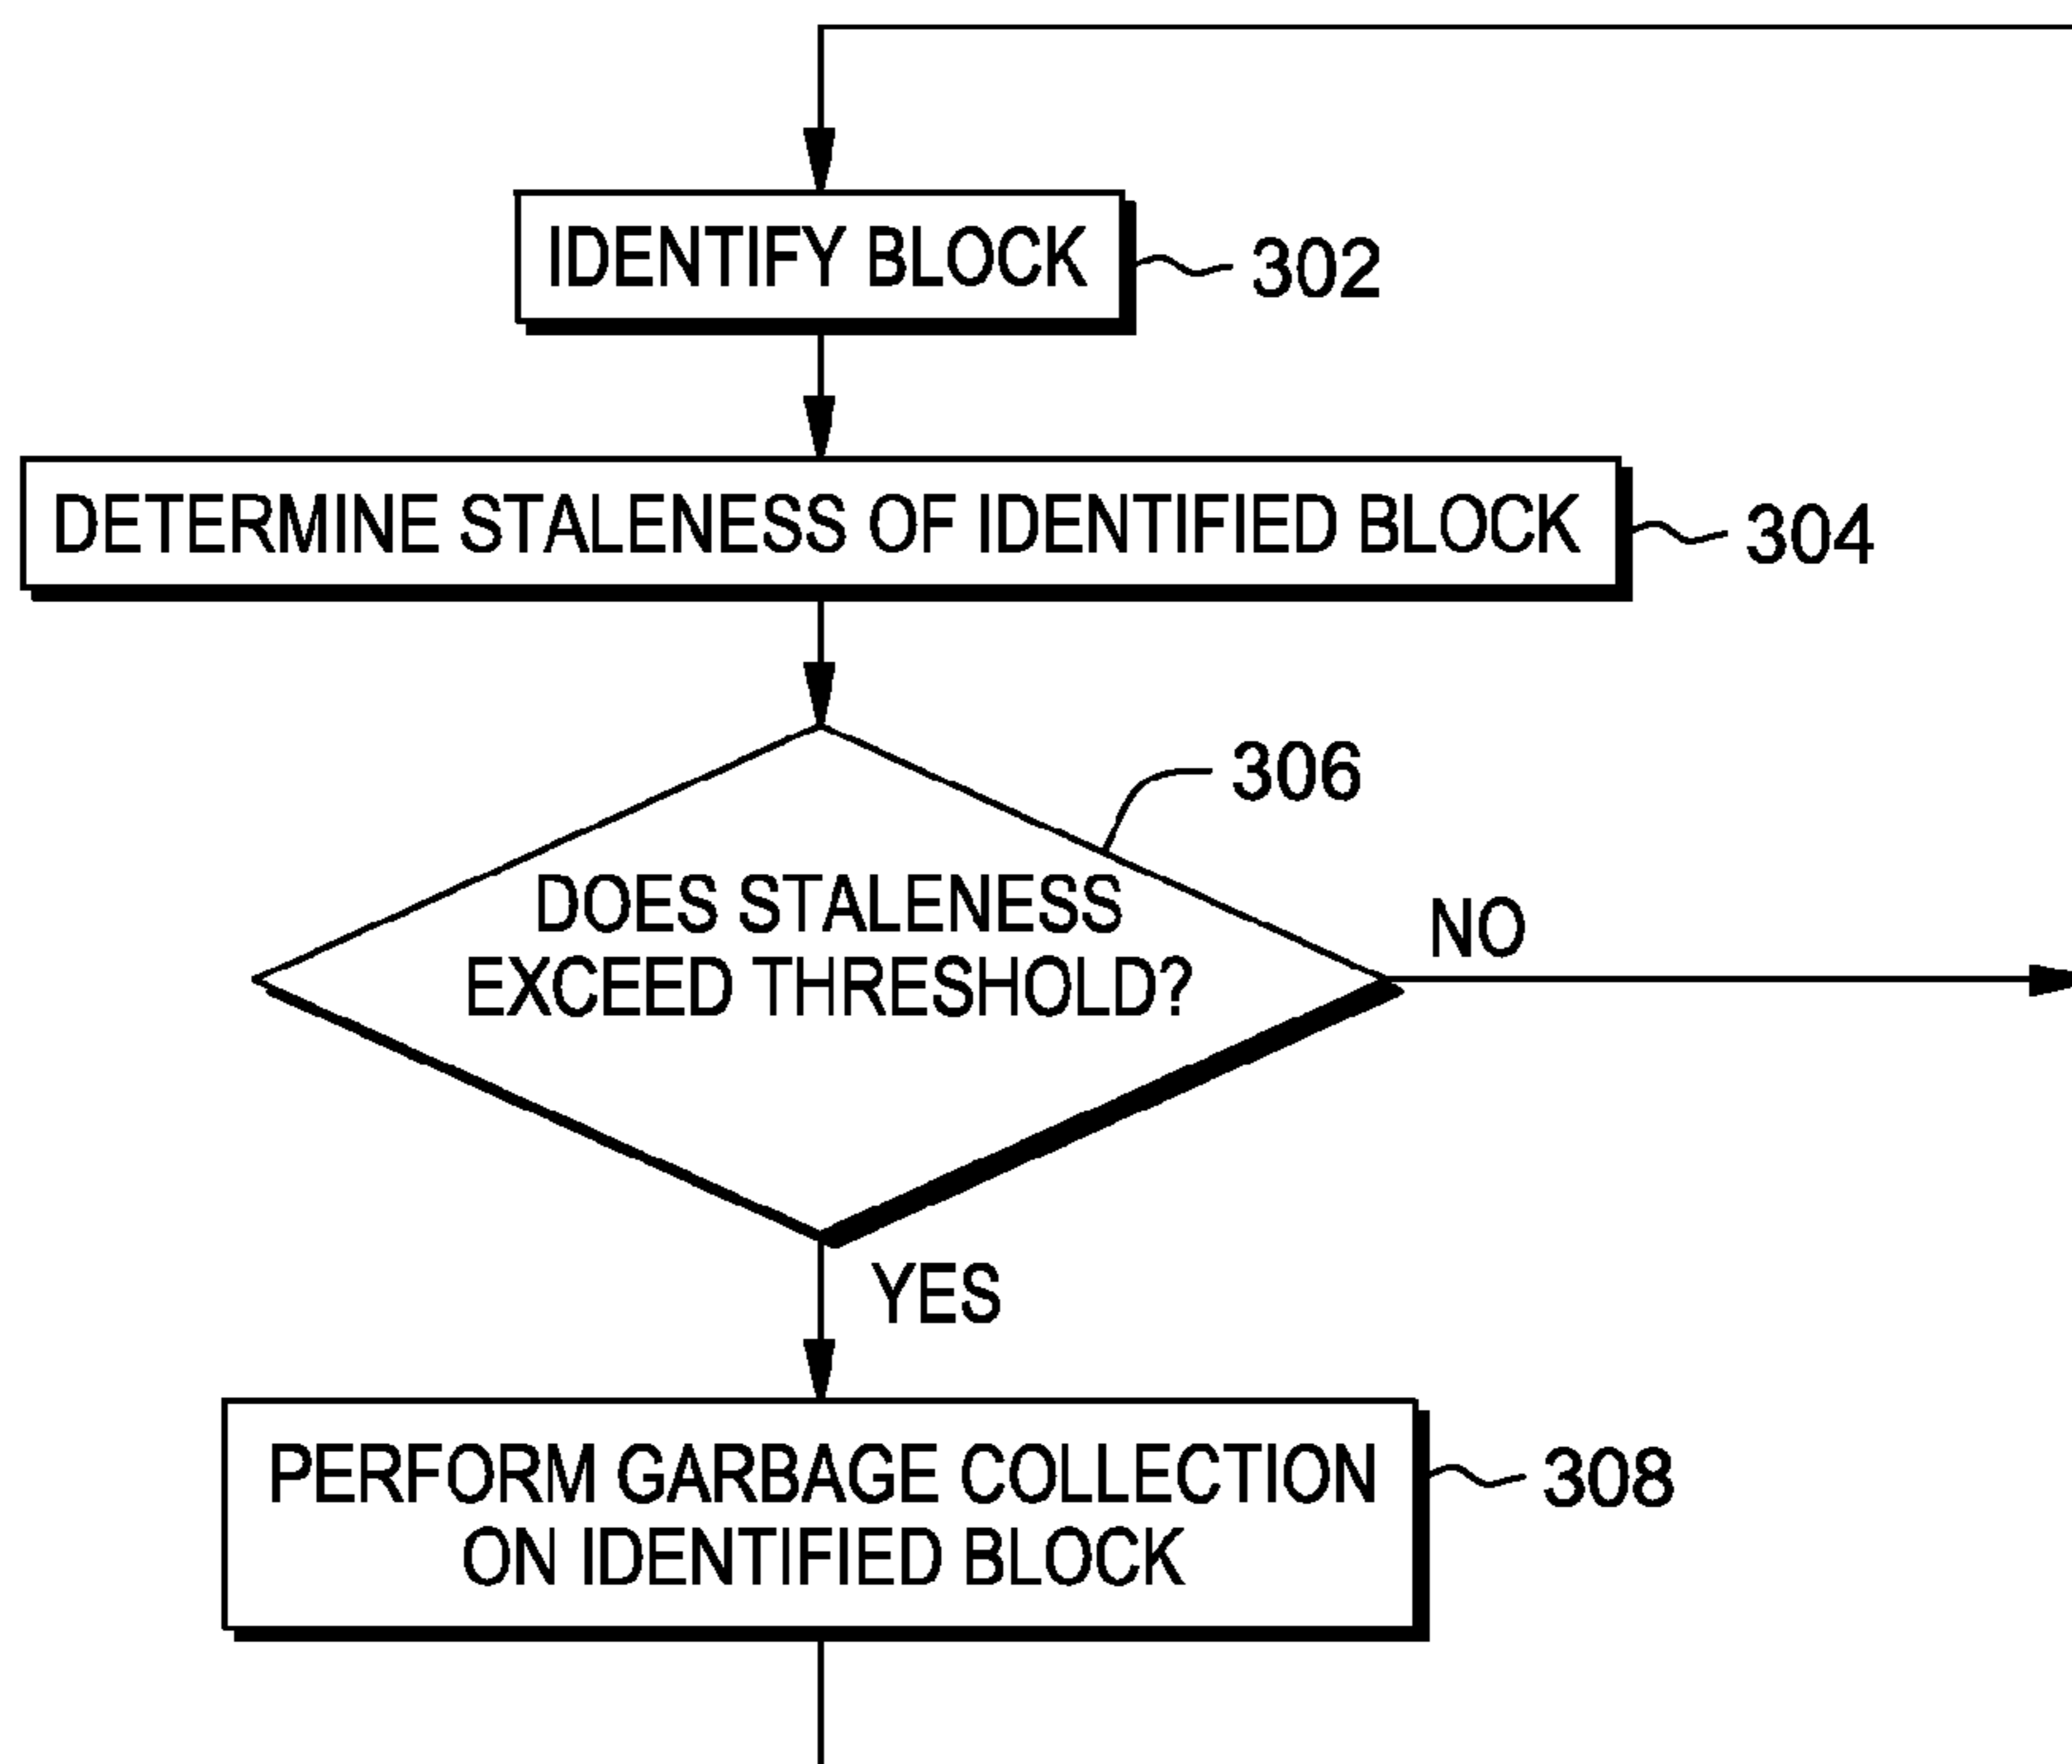 IDENTIFY BLOCK
302
DETERMINE STALENESS OF IDENTIFIED BLOCK
304
306
DOES STALENESS
EXCEED THRESHOLD?
NO
YES
PERFORM GARBAGE COLLECTION
ON IDENTIFIED BLOCK
308